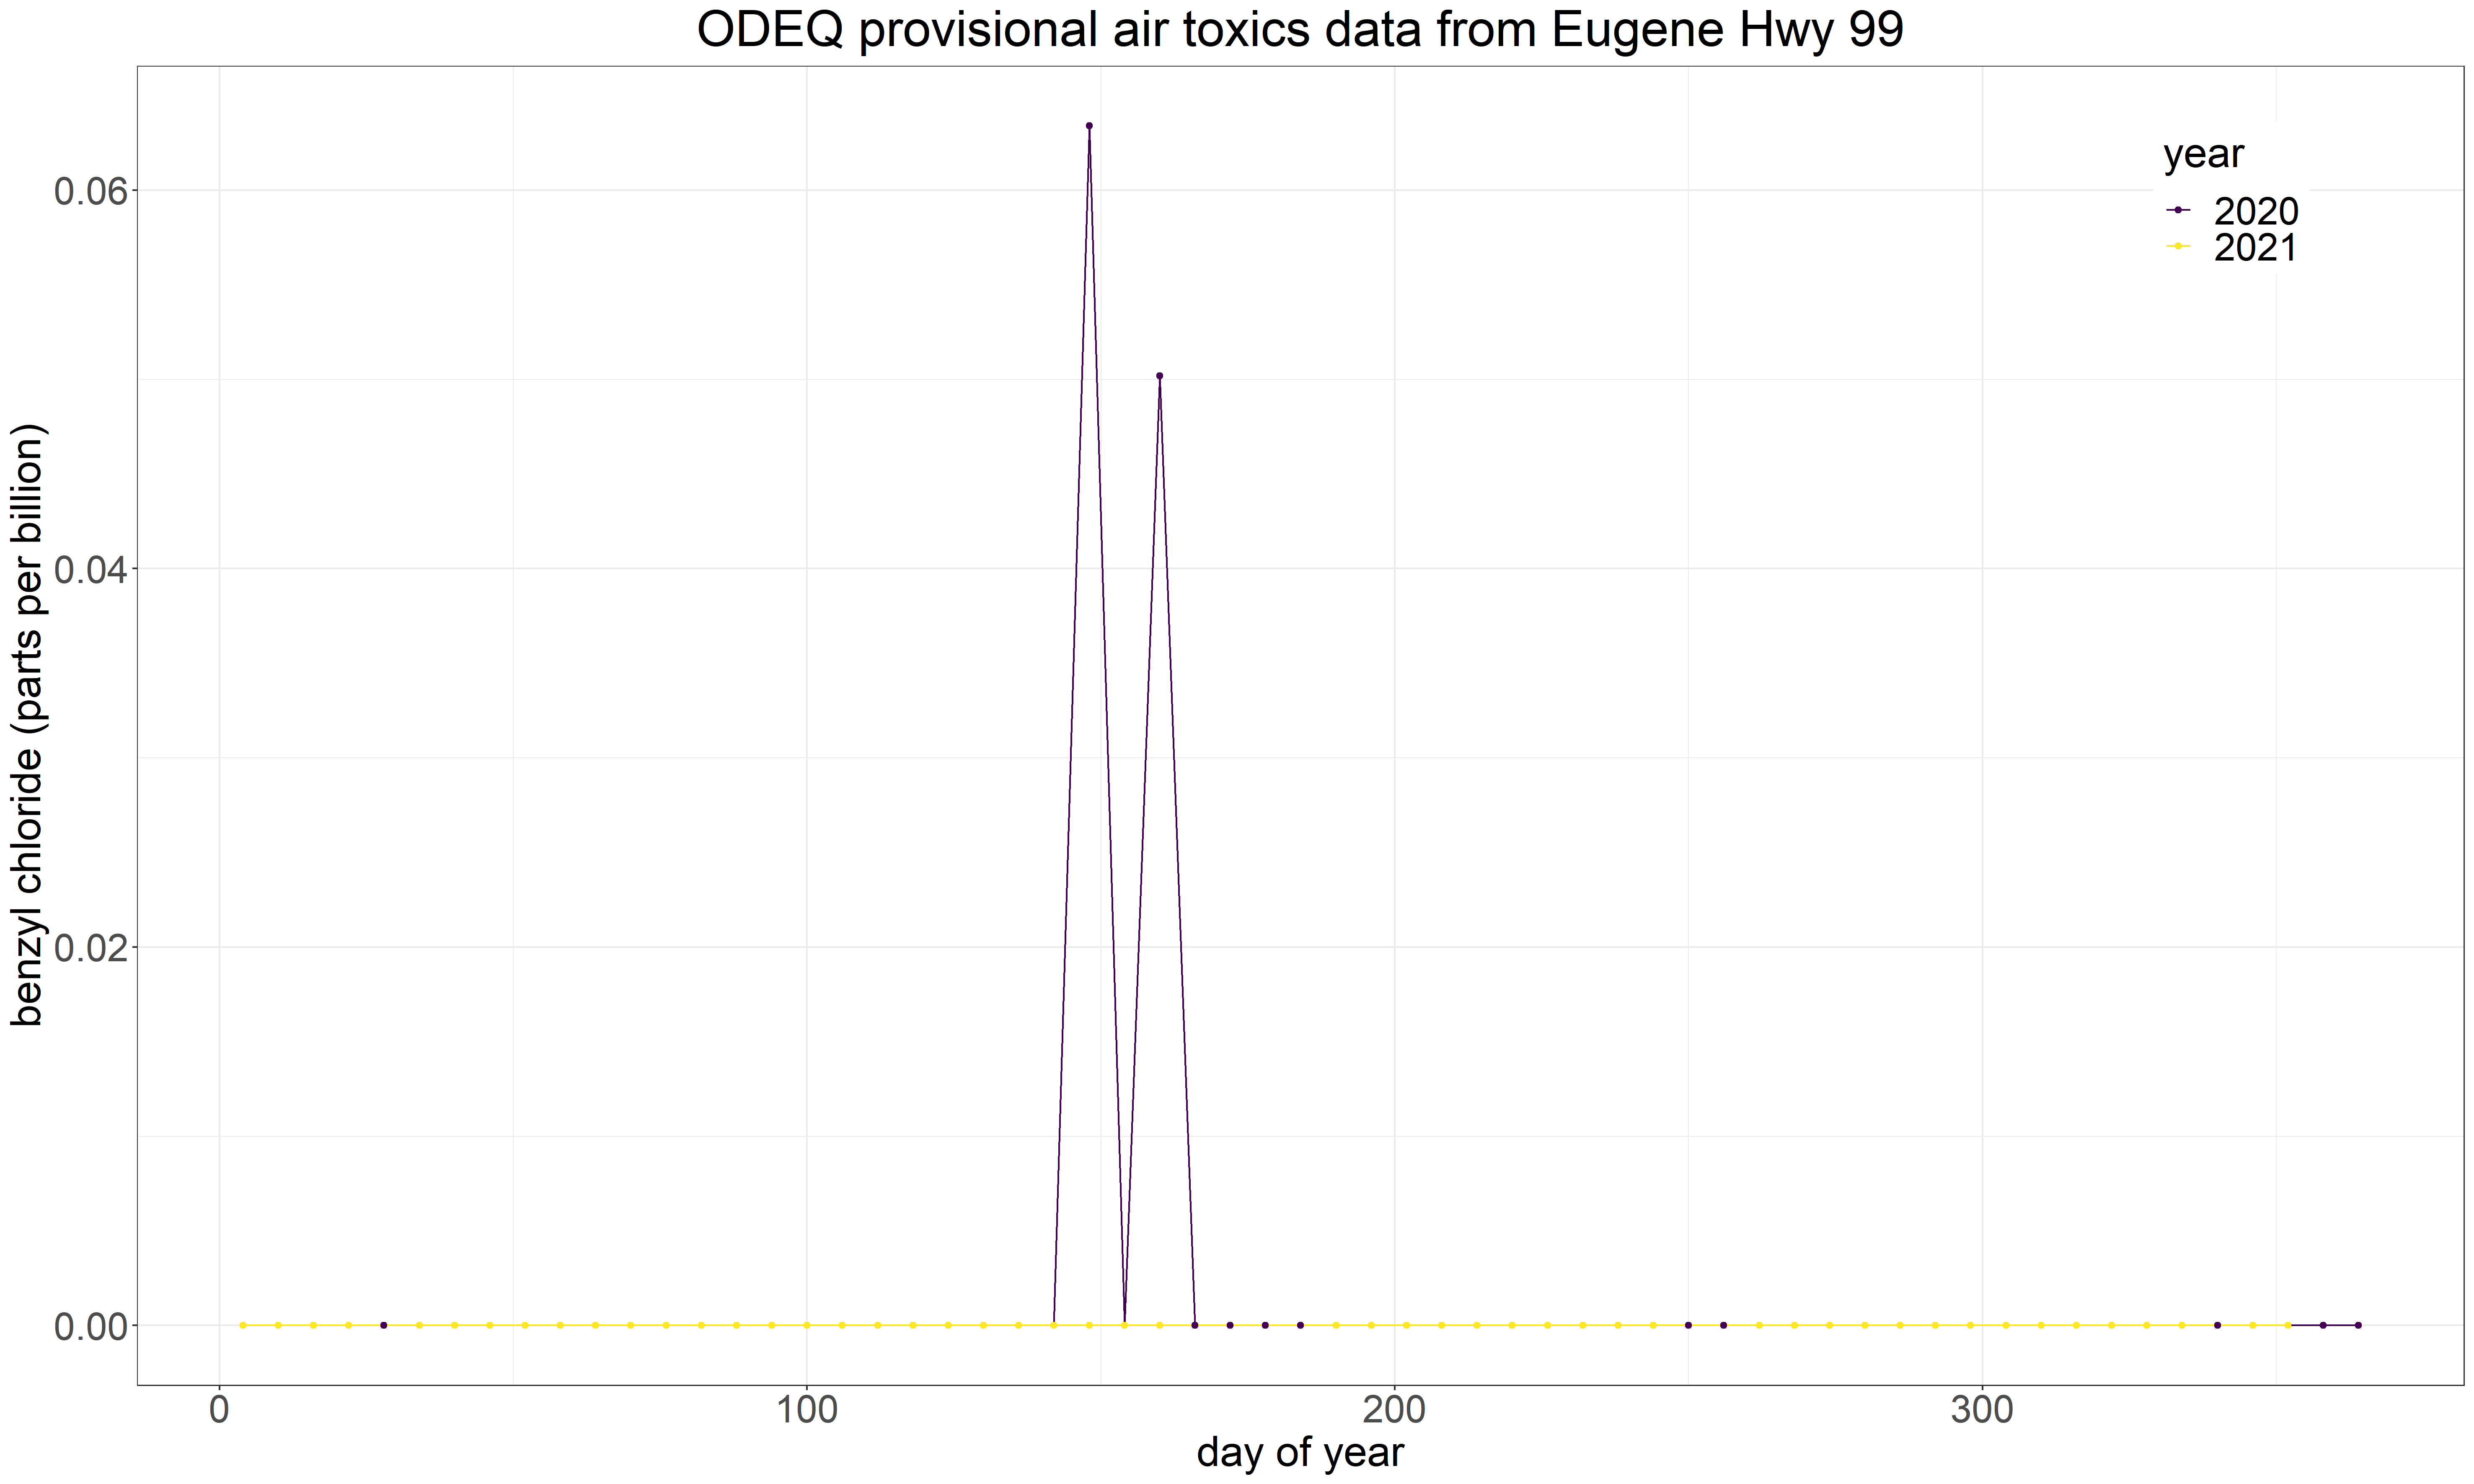 ODEQ provisional air toxics data from Eugene Hwy 99
benzyl chloride (parts per billion)
0.06
0.04
0.02
0.00
year
2020
2021
0
100
200
300
day of year